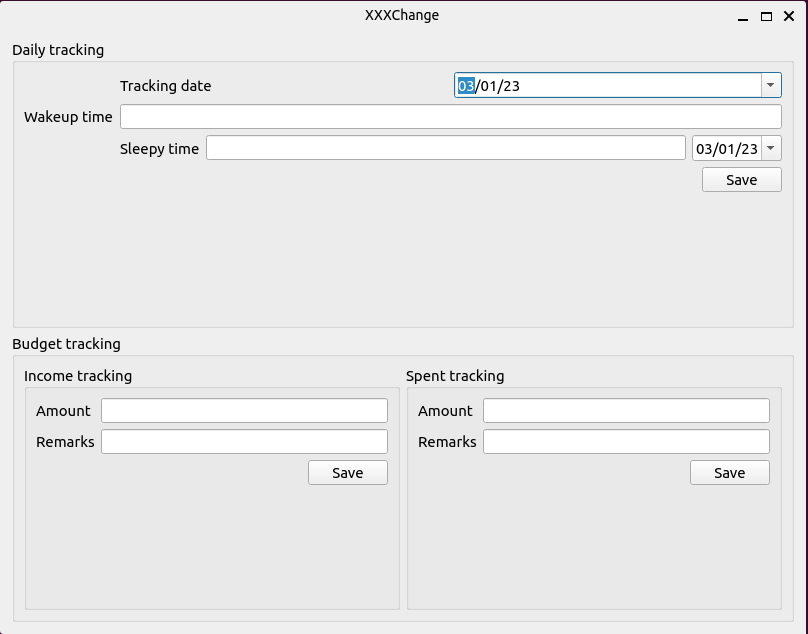 XXXChange
Daily tracking
Tracking date 03/01/23
Wakeup time
Sleepy time 03/01/23
Save
Budget tracking
Income tracking
Amount
Remarks
Save
Spent tracking
Amount
Remarks
Save